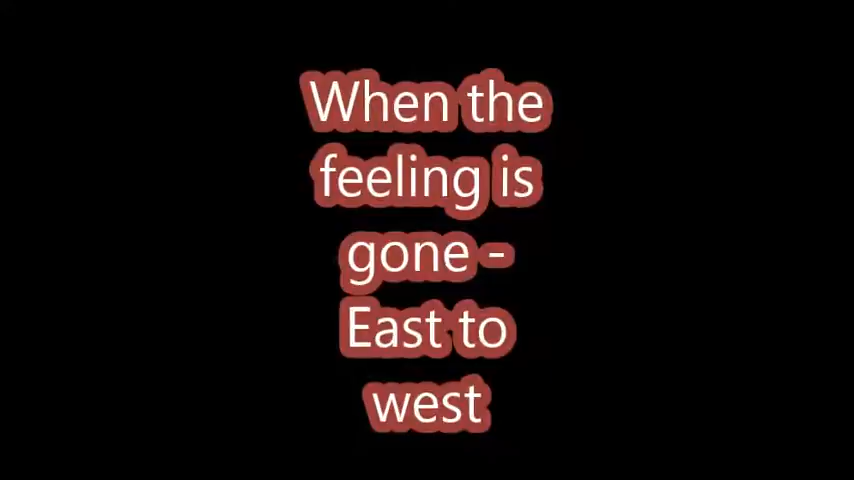 When the
feeling is
gone -
East to
west